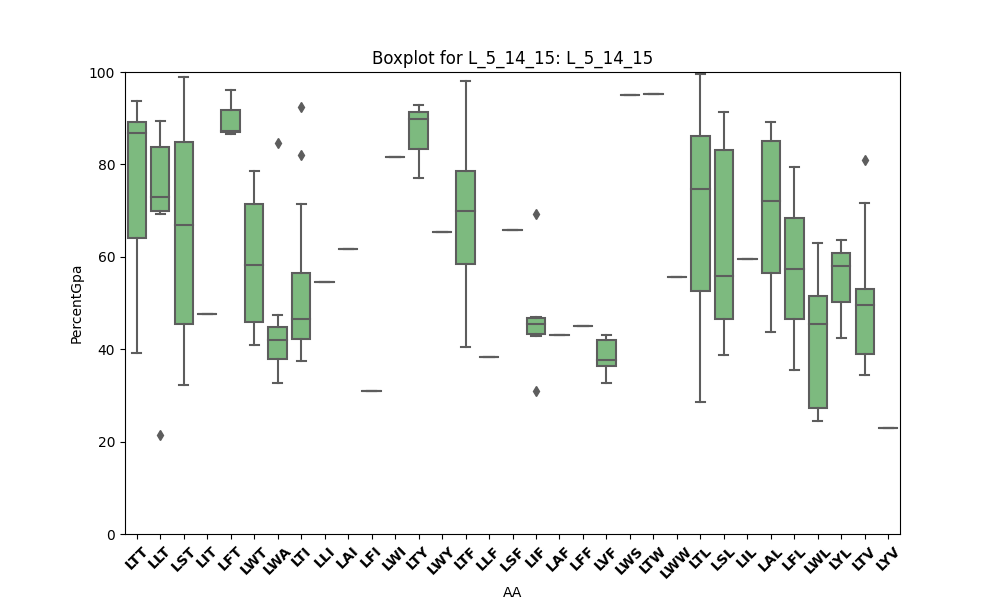 Boxplot for L_5_14_15: L_5_14_15
100
80
60
40
20
0
PercentGpa
LTT LLT LST LIT LFT LWT LWA LTI LLI LAI LFI LWI LTY LWY LTF LLF LSF LIF LAF LFF LVF LWS LTW LWW LTL LSL LIL LAL LFL LWL LYL LTV LYV
AA